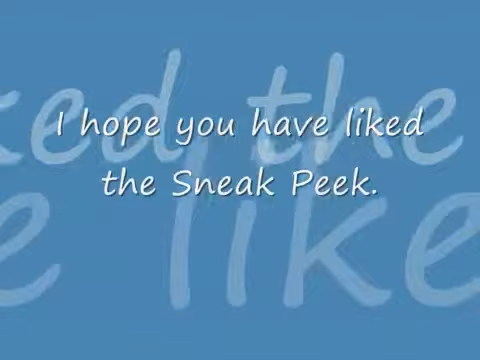 I hope you have liked
the Sneak Peek.
ked the
e like